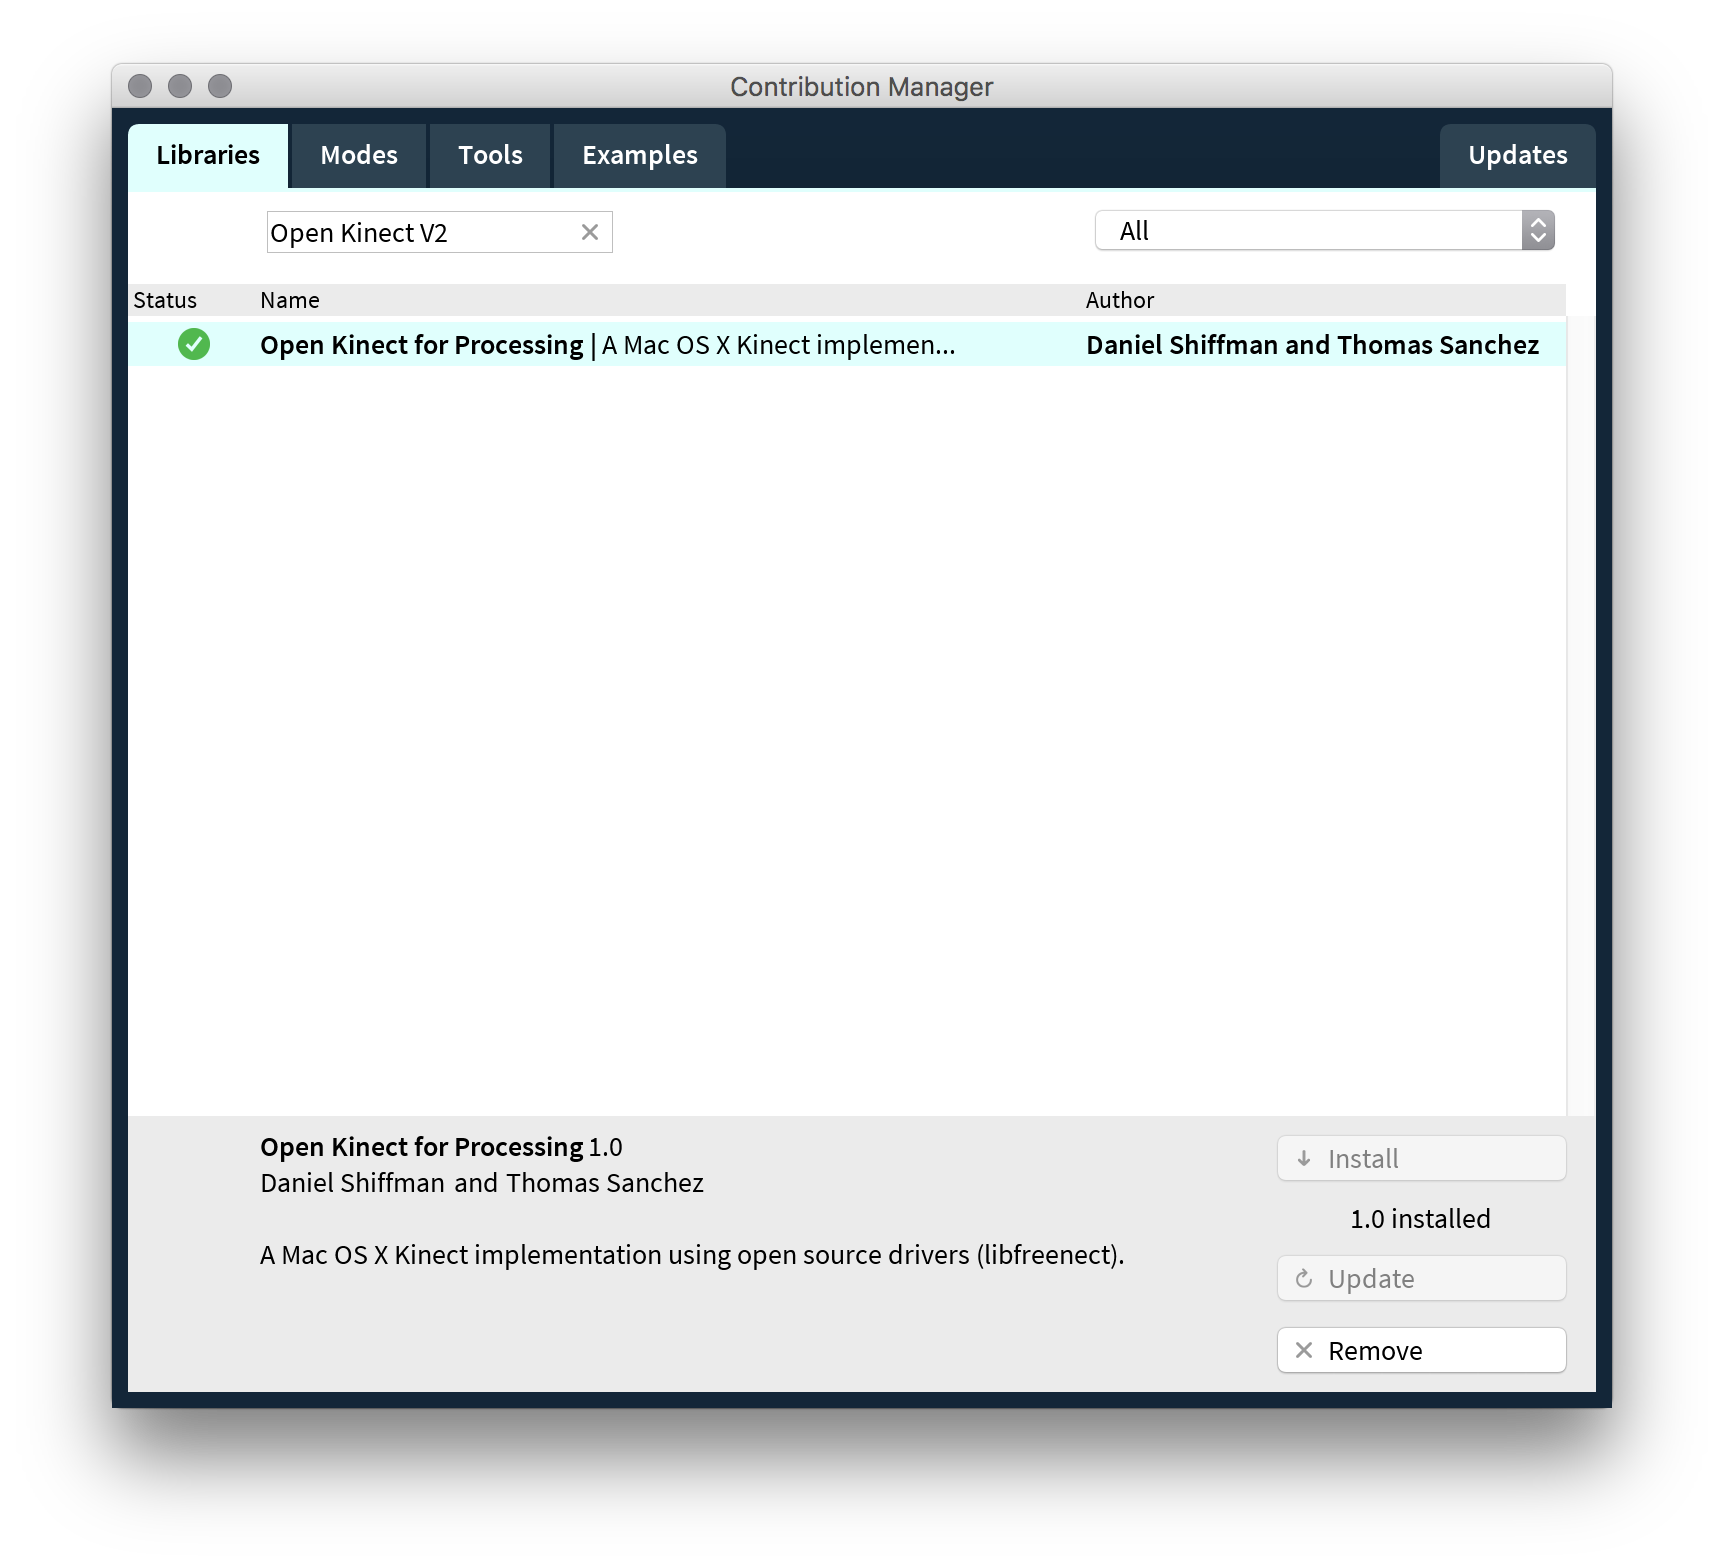 Contribution Manager
Libraries Modes Tools Examples Updates
Open Kinect V2 All
Status Name Author
Open Kinect for Processing | A Mac OS X Kinect implemen... Daniel Shiffman and Thomas Sanchez
Open Kinect for Processing 1.0
Daniel Shiffman and Thomas Sanchez
A Mac OS X Kinect implementation using open source drivers (libfreenect).
Install
1.0 installed
Update
Remove